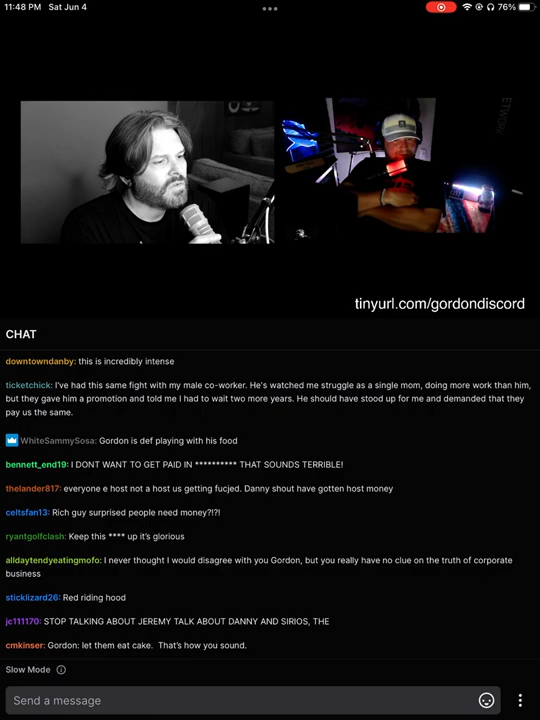 11:48 PM Sat Jun 4
76%
tinyurl.com/gordondiscord
CHAT
downtowndanby: this is incredibly intense
ticketchick: I've had this same fight with my male co-worker. He's watched me struggle as a single mom, doing more work than him,
but they gave him a promotion and told me I had to wait two more years. He should have stood up for me and demanded that they
pay us the same.
WhiteSammySosa: Gordon is def playing with his food
bennett_end19: I DONT WANT TO GET PAID IN ********** THAT SOUNDS TERRIBLE!
thelander817: everyone e host not a host us getting fucjed. Danny shout have gotten host money
celtsfan13: Rich guy surprised people need money?!?!
ryantgolfclash: Keep this **** up it's glorious
alldaytendyeatingmofo: I never thought I would disagree with you Gordon, but you really have no clue on the truth of corporate
business
sticklizard26: Red riding hood
jc111170: STOP TALKING ABOUT JEREMY TALK ABOUT DANNY AND SIRIOS, THE
cmkinser: Gordon: let them eat cake. That's how you sound.
Slow Mode
Send a message